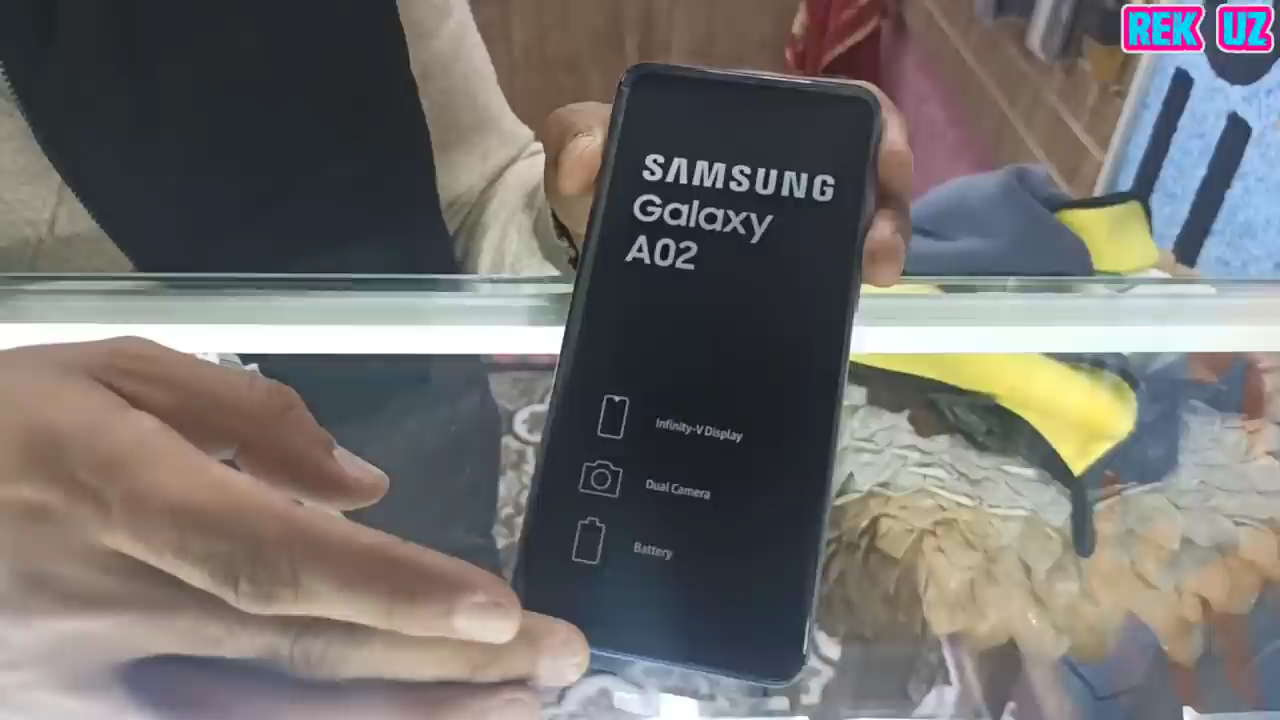 REK UZ
SAMSUNG
Galaxy
A02
Infinity-V Display
Dual Camera
Battery